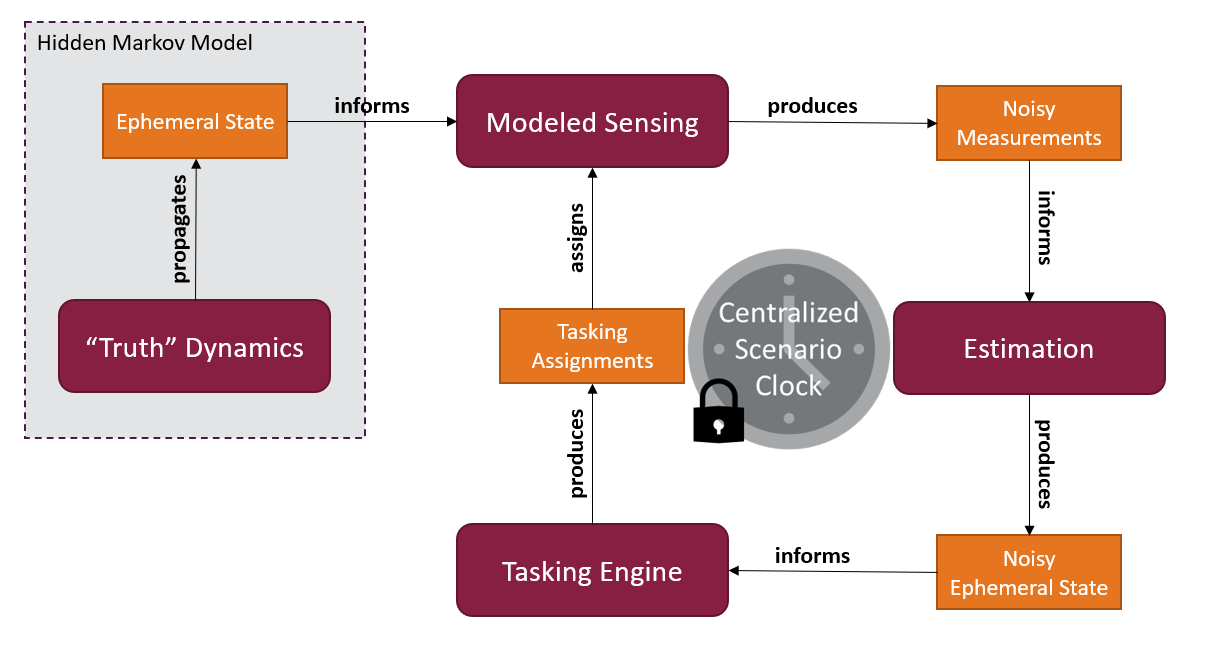 Hidden Markov Model
Ephemeral State
informs
Modeled Sensing
produces
Noisy
Measurements
propagates
assigns
informs
“Truth” Dynamics
Tasking
Assignments
Centralized
Scenario
Clock
Estimation
produces
produces
Tasking Engine
informs
Noisy
Ephemeral State